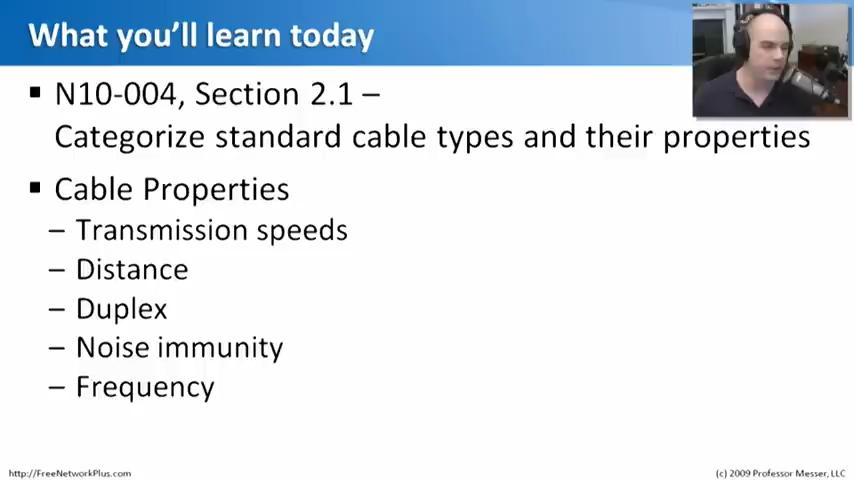 What you'll learn today
▪ N10-004, Section 2.1 –
Categorize standard cable types and their properties
▪ Cable Properties
– Transmission speeds
– Distance
– Duplex
– Noise immunity
– Frequency
http://FreeNetworkPlus.com
(c) 2009 Professor Messer, LLC